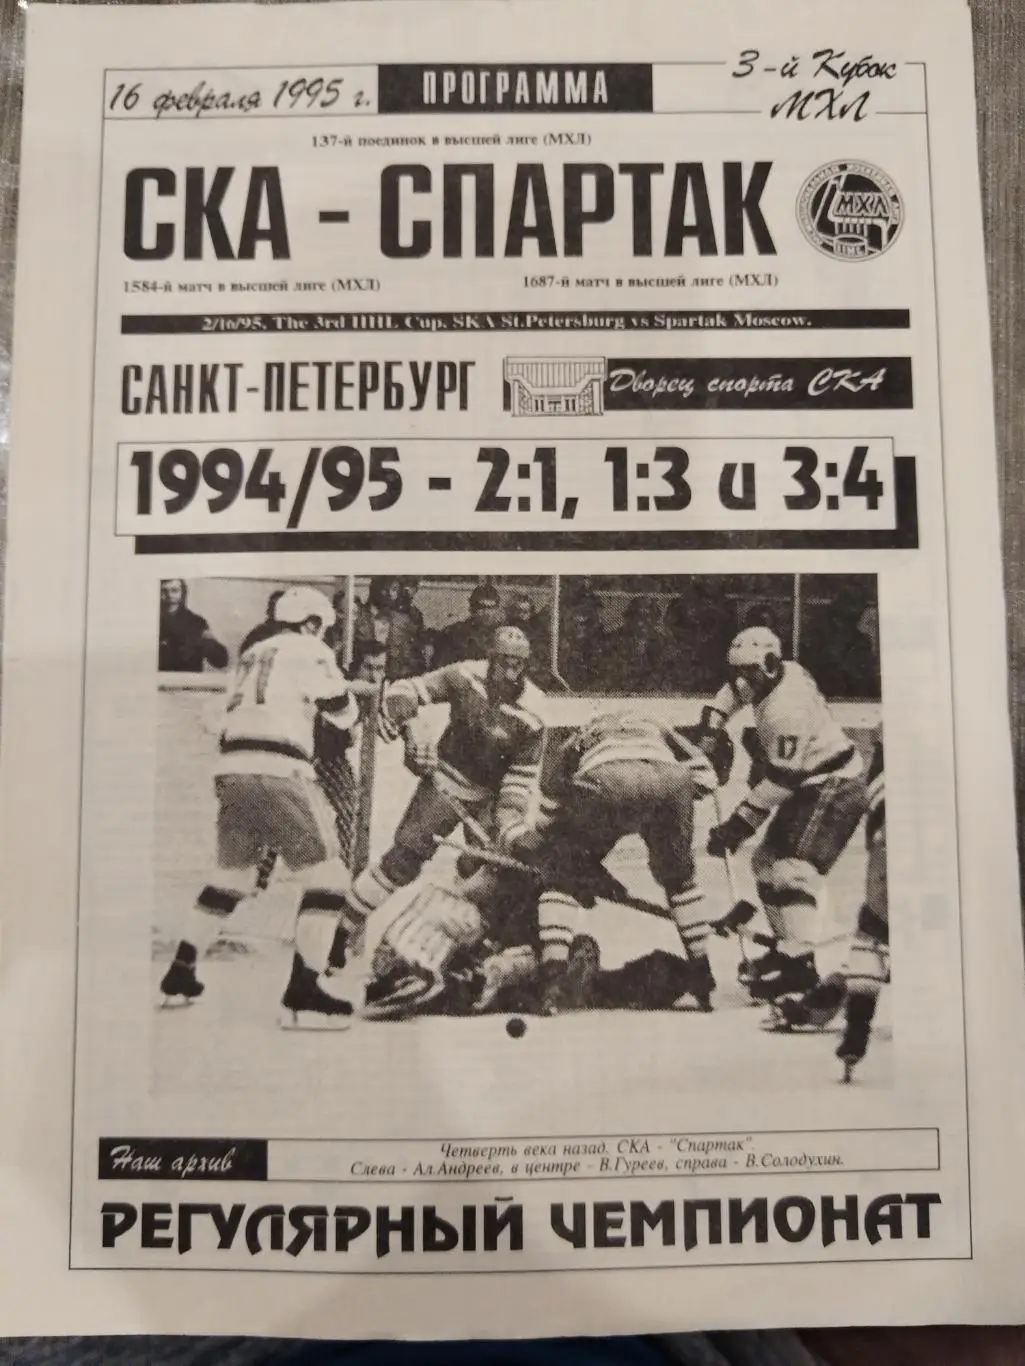 16 февраля 1995 г.
ПРОГРАММА
3-й Кубок
МХЛ
137-й поединок в высшей лиге (МХЛ)
СКА - СПАРТАК
МХЛ
1584-й матч в высшей лиге (МХЛ)
1687-й матч в высшей лиге (МХЛ)
2/16/95. The 3rd IHL Cup. SKA St.Petersburg vs Spartak Moscow.
САНКТ-ПЕТЕРБУРГ
Дворец спорта СКА
1994/95 - 2:1, 1:3 и 3:4
17
Наш архив
Четверть века назад. СКА - "Спартак".
Слева - Ал.Андреев, в центре - В.Гуреев, справа - В.Солодухин.
РЕГУЛЯРНЫЙ ЧЕМПИОНАТ